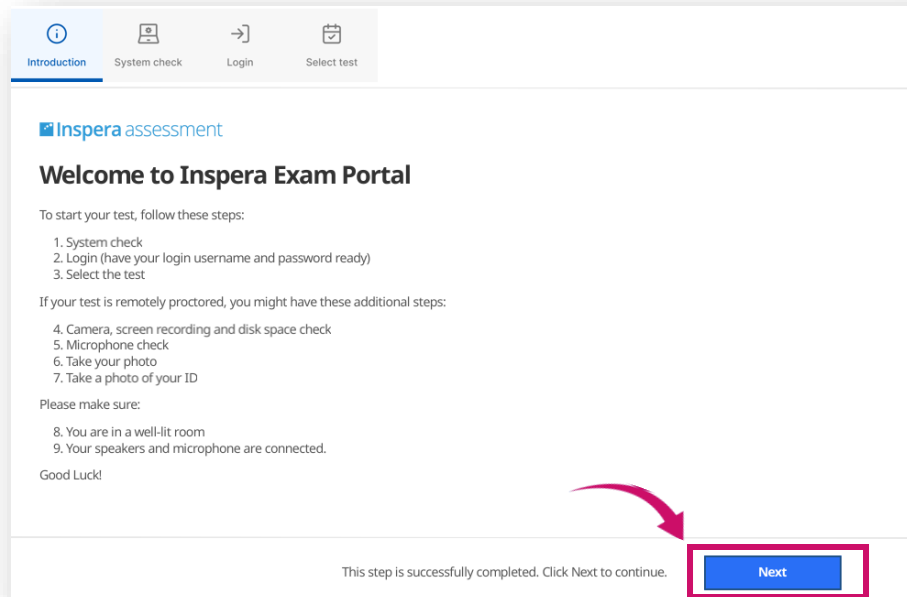 Introduction
System check
Login
Select test
Inspera assessment
Welcome to Inspera Exam Portal
To start your test, follow these steps:
1. System check
2. Login (have your login username and password ready)
3. Select the test
If your test is remotely proctored, you might have these additional steps:
4. Camera, screen recording and disk space check
5. Microphone check
6. Take your photo
7. Take a photo of your ID
Please make sure:
8. You are in a well-lit room
9. Your speakers and microphone are connected.
Good Luck!
This step is successfully completed. Click Next to continue.
Next